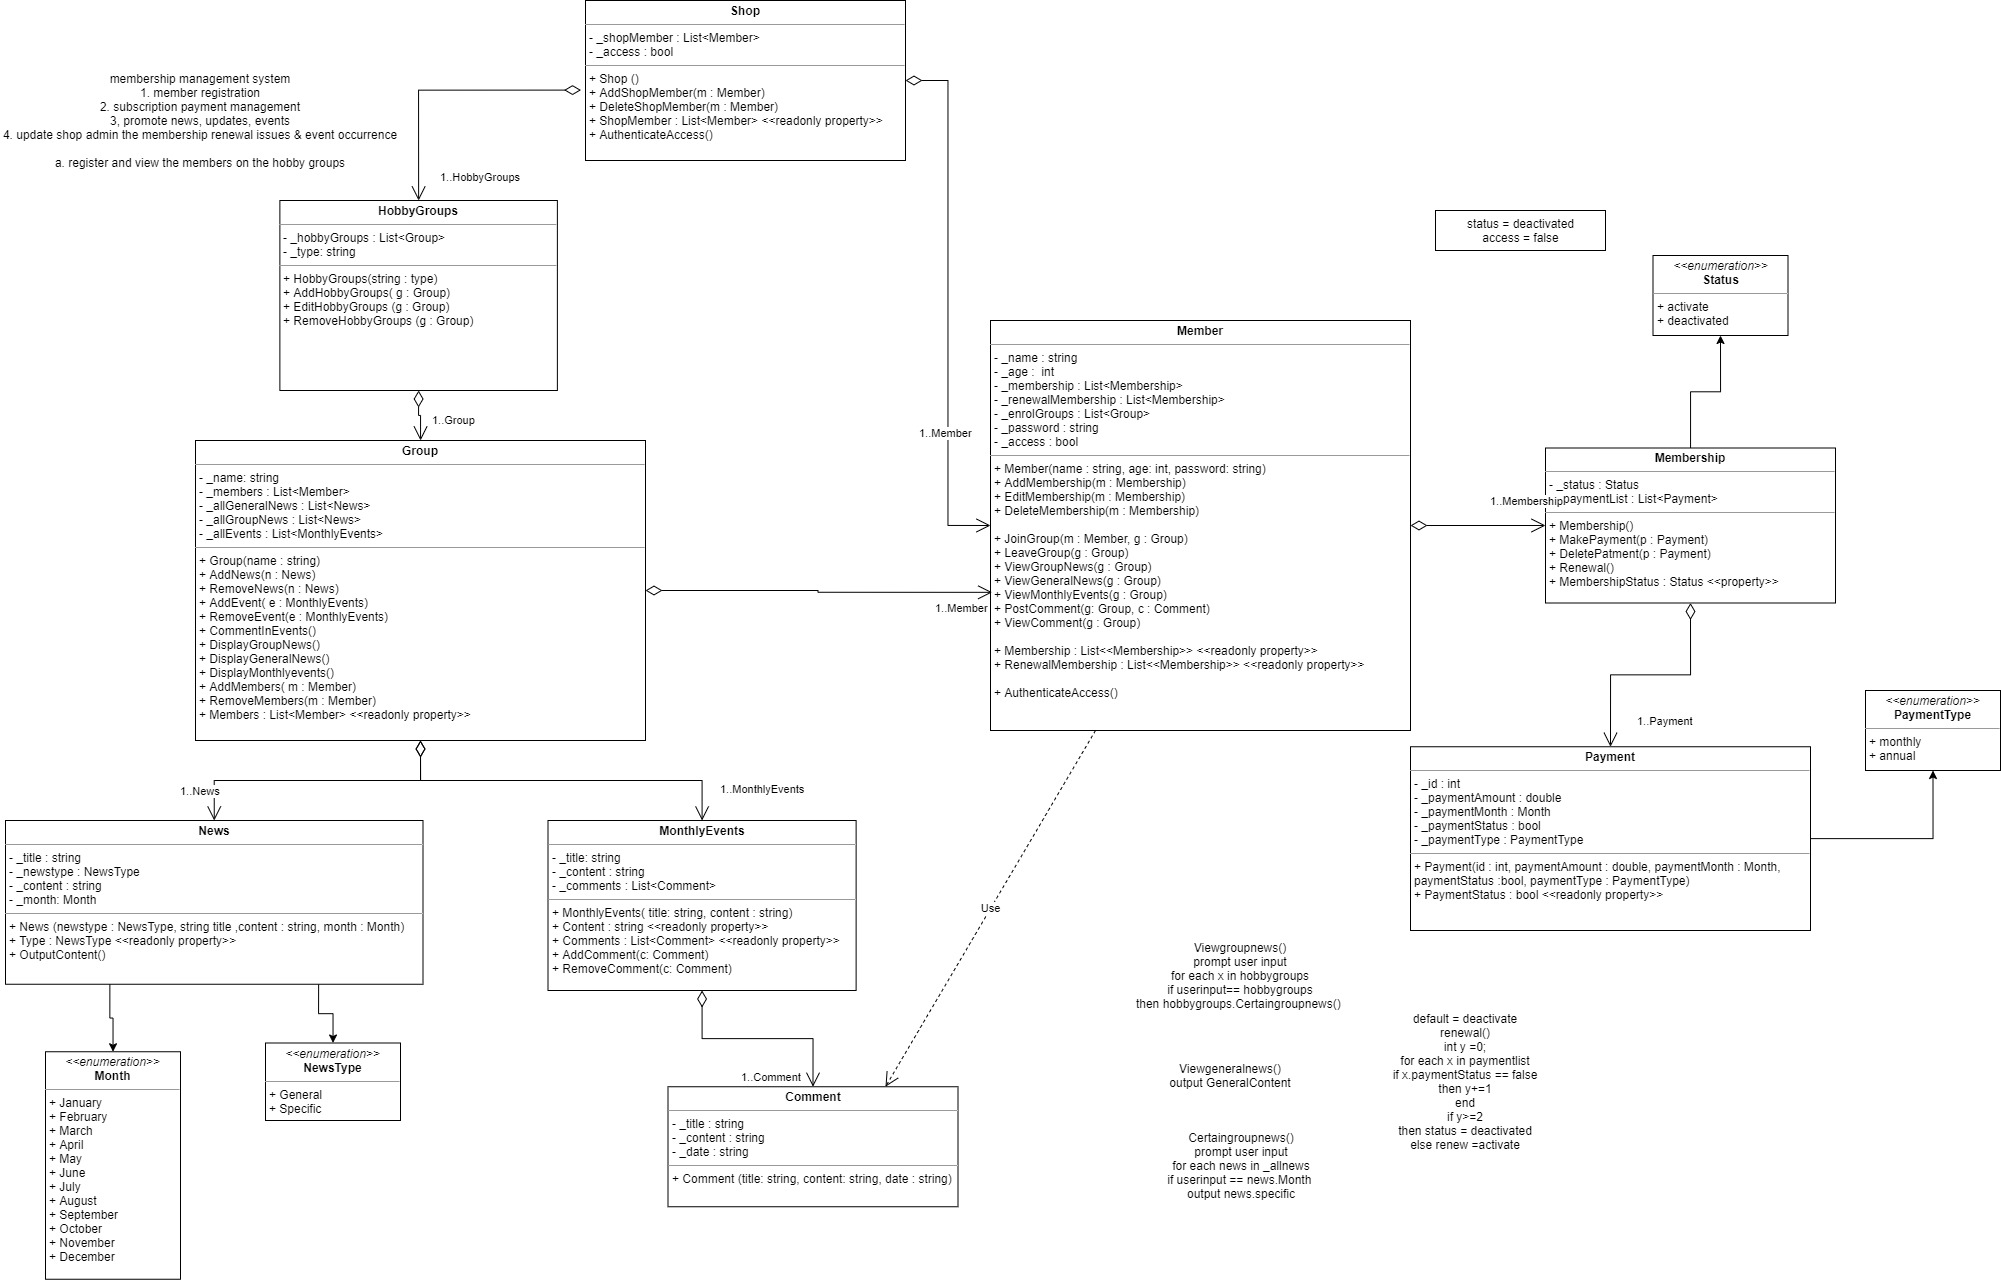 Shop
- _shopMember : List<Member>
- _access : bool
+ Shop ()
+ AddShopMember(m : Member)
+ DeleteShopMember(m : Member)
+ ShopMember : List<Member> <<readonly property>>
+ AuthenticateAccess()
membership management system
1. member registration
2. subscription payment management
3, promote news, updates, events
4. update shop admin the membership renewal issues & event occurrence
a. register and view the members on the hobby groups
1..HobbyGroups
HobbyGroups
- _hobbyGroups : List<Group>
- _type: string
+ HobbyGroups(string : type)
+ AddHobbyGroups( g : Group)
+ EditHobbyGroups (g : Group)
+ RemoveHobbyGroups (g : Group)
status = deactivated
access = false
<<enumeration>>
Status
+ activate
+ deactivated
Member
- _name : string
- _age :  int
- _membership : List<Membership>
- _renewalMembership : List<Membership>
- _enrolGroups : List<Group>
- _password : string
- _access : bool
+ Member(name : string, age: int, password: string)
+ AddMembership(m : Membership)
+ EditMembership(m : Membership)
+ DeleteMembership(m : Membership)
+ JoinGroup(m : Member, g : Group)
+ LeaveGroup(g : Group)
+ ViewGroupNews(g : Group)
+ ViewGeneralNews(g : Group)
+ ViewMonthlyEvents(g : Group)
+ PostComment(g: Group, c : Comment)
+ ViewComment(g : Group)
+ Membership : List<<Membership>> <<readonly property>>
+ RenewalMembership : List<<Membership>> <<readonly property>>
+ AuthenticateAccess()
1..Member
1..Group
Group
- _name: string
- _members : List<Member>
- _allGeneralNews : List<News>
- _allGroupNews : List<News>
- _allEvents : List<MonthlyEvents>
+ Group(name : string)
+ AddNews(n : News)
+ RemoveNews(n : News)
+ AddEvent( e : MonthlyEvents)
+ RemoveEvent(e : MonthlyEvents)
+ CommentInEvents()
+ DisplayGroupNews()
+ DisplayGeneralNews()
+ DisplayMonthlyevents()
+ AddMembers( m : Member)
+ RemoveMembers(m : Member)
+ Members : List<Member> <<readonly property>>
1..Member
Membership
- _status : Status
paymentList : List<Payment>
1..Membership
+ Membership()
+ MakePayment(p : Payment)
+ DeletePatment(p : Payment)
+ Renewal()
+ MembershipStatus : Status <<property>>
1..Payment
<<enumeration>>
PaymentType
+ monthly
+ annual
Payment
- _id : int
- _paymentAmount : double
- _paymentMonth : Month
- _paymentStatus : bool
- _paymentType : PaymentType
+ Payment(id : int, paymentAmount : double, paymentMonth : Month,
paymentStatus :bool, paymentType : PaymentType)
+ PaymentStatus : bool <<readonly property>>
1..News
1..MonthlyEvents
News
- _title : string
- _newstype : NewsType
- _content : string
- _month: Month
+ News (newstype : NewsType, string title ,content : string, month : Month)
+ Type : NewsType <<readonly property>>
+ OutputContent()
MonthlyEvents
- _title: string
- _content : string
- _comments : List<Comment>
+ MonthlyEvents( title: string, content : string)
+ Content : string <<readonly property>>
+ Comments : List<Comment> <<readonly property>>
+ AddComment(c: Comment)
+ RemoveComment(c: Comment)
Use
<<enumeration>>
Month
+ January
+ February
+ March
+ April
+ May
+ June
+ July
+ August
+ September
+ October
+ November
+ December
<<enumeration>>
NewsType
+ General
+ Specific
1..Comment
Comment
- _title : string
- _content : string
- _date : string
+ Comment (title: string, content: string, date : string)
Viewgroupnews()
prompt user input
for each x in hobbygroups
if userinput== hobbygroups
then hobbygroups.Certaingroupnews()
Viewgeneralnews()
output GeneralContent
Certaingroupnews()
prompt user input
for each news in _allnews
if userinput == news.Month
output news.specific
default = deactivate
renewal()
int y =0;
for each x in paymentlist
if x.paymentStatus == false
then y+=1
end
if y>=2
then status = deactivated
else renew =activate